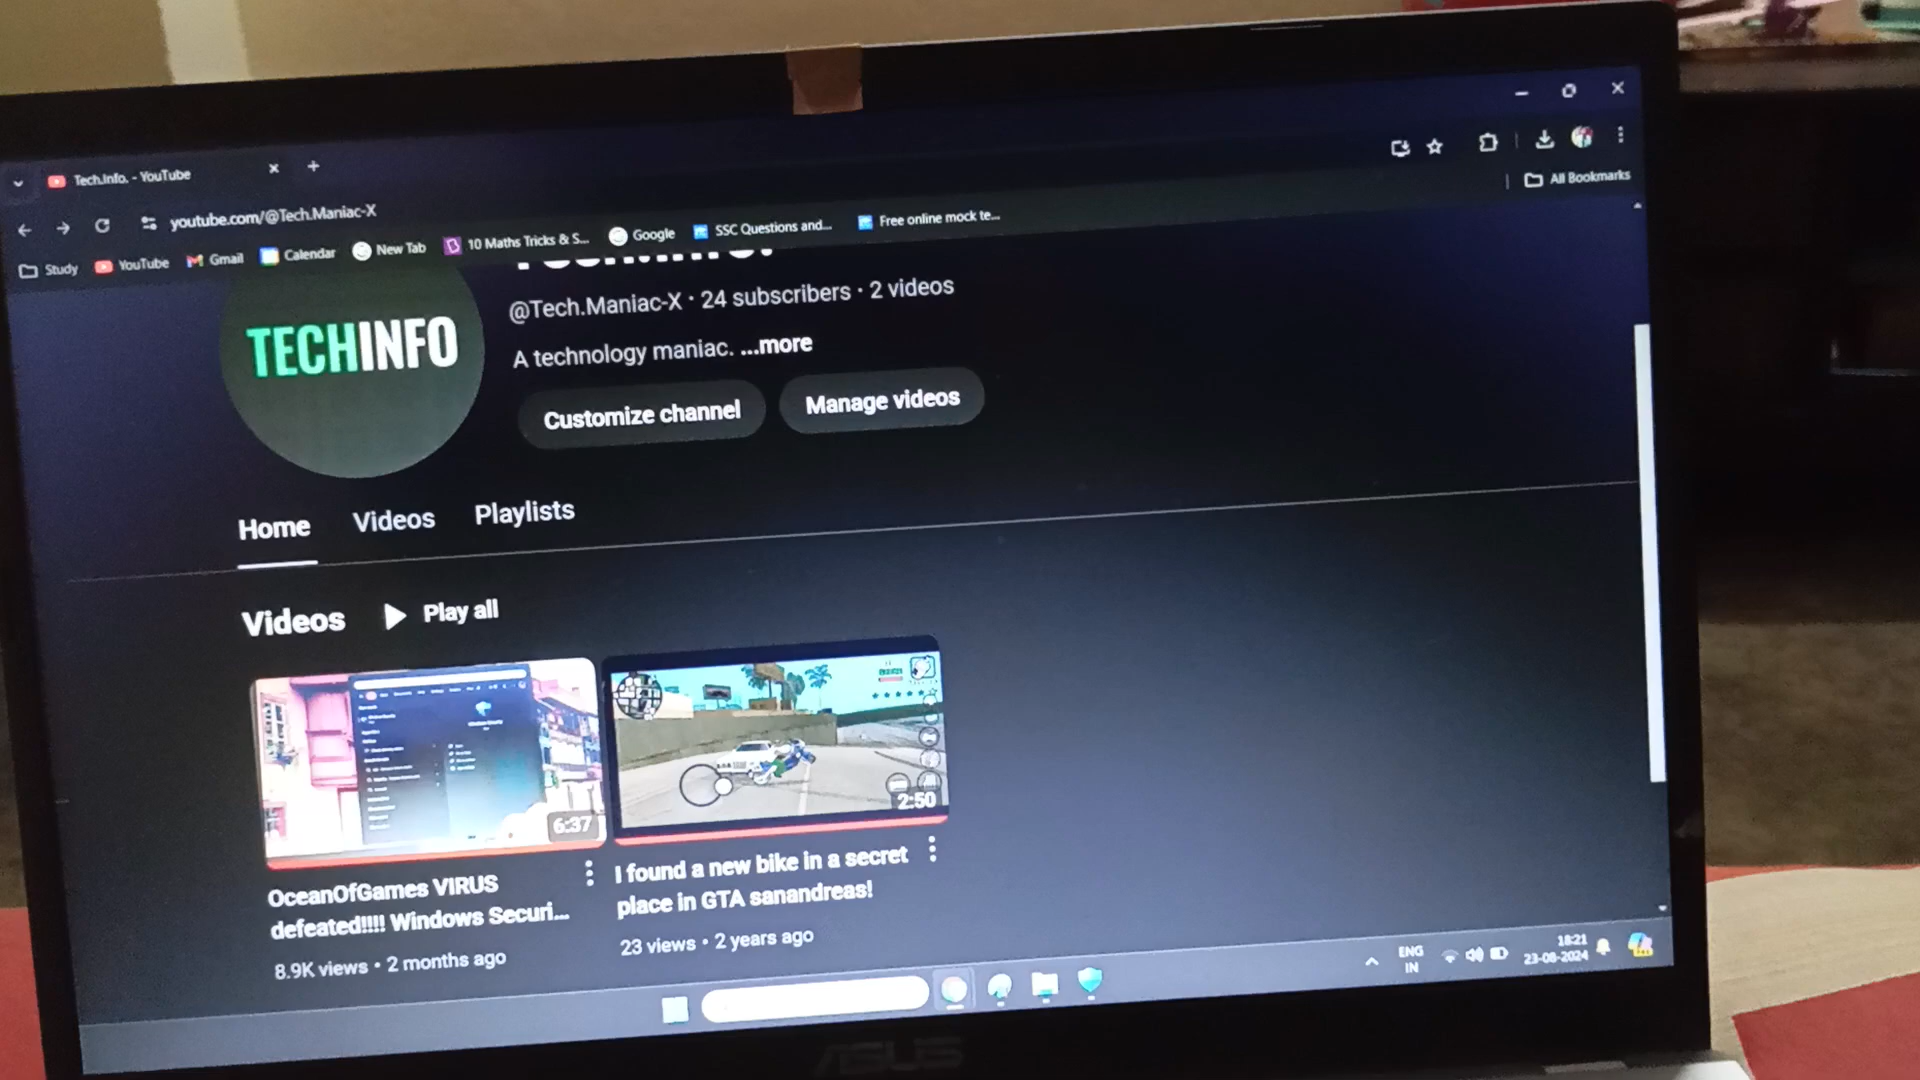 Tech.Info. - YouTube
youtube.com/@Tech.Maniac-X
All Bookmarks
Study YouTube Gmail Calendar New Tab 10 Maths Tricks & S... Google SSC Questions and... Free online mock te...
TECHINFO
@Tech.Maniac-X · 24 subscribers · 2 videos
A technology maniac. ...more
Customize channel Manage videos
Home Videos Playlists
Videos Play all
6:37
2:50
OceanOfGames VIRUS
defeated!!!! Windows Securi...
8.9K views • 2 months ago
I found a new bike in a secret
place in GTA sanandreas!
23 views • 2 years ago
ENG
IN
18:21
23-08-2024
ASUS